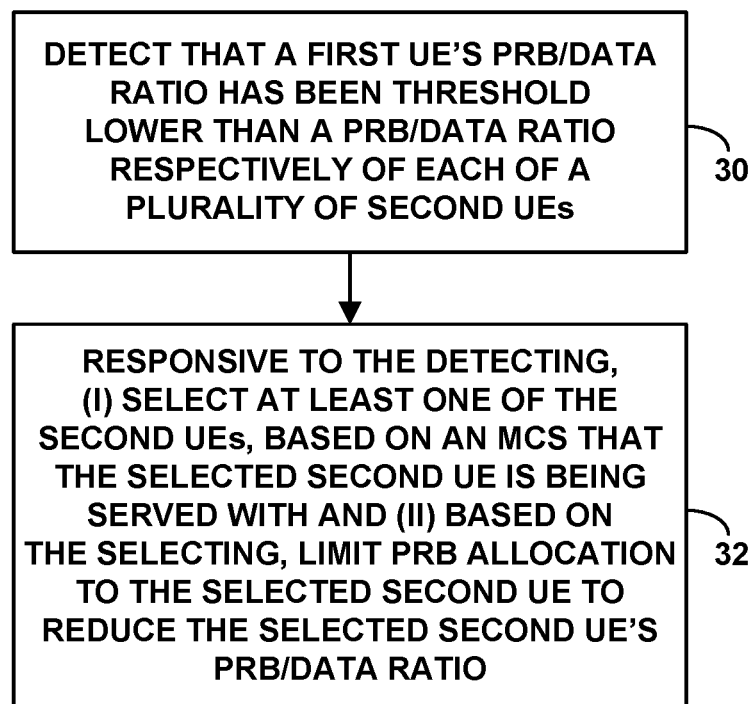 DETECT THAT A FIRST UE'S PRB/DATA
RATIO HAS BEEN THRESHOLD
LOWER THAN A PRB/DATA RATIO
RESPECTIVELY OF EACH OF A
PLURALITY OF SECOND UEs
30
RESPONSIVE TO THE DETECTING,
(I) SELECT AT LEAST ONE OF THE
SECOND UEs, BASED ON AN MCS THAT
THE SELECTED SECOND UE IS BEING
SERVED WITH AND (II) BASED ON
THE SELECTING, LIMIT PRB ALLOCATION
TO THE SELECTED SECOND UE TO
REDUCE THE SELECTED SECOND UE'S
PRB/DATA RATIO
32